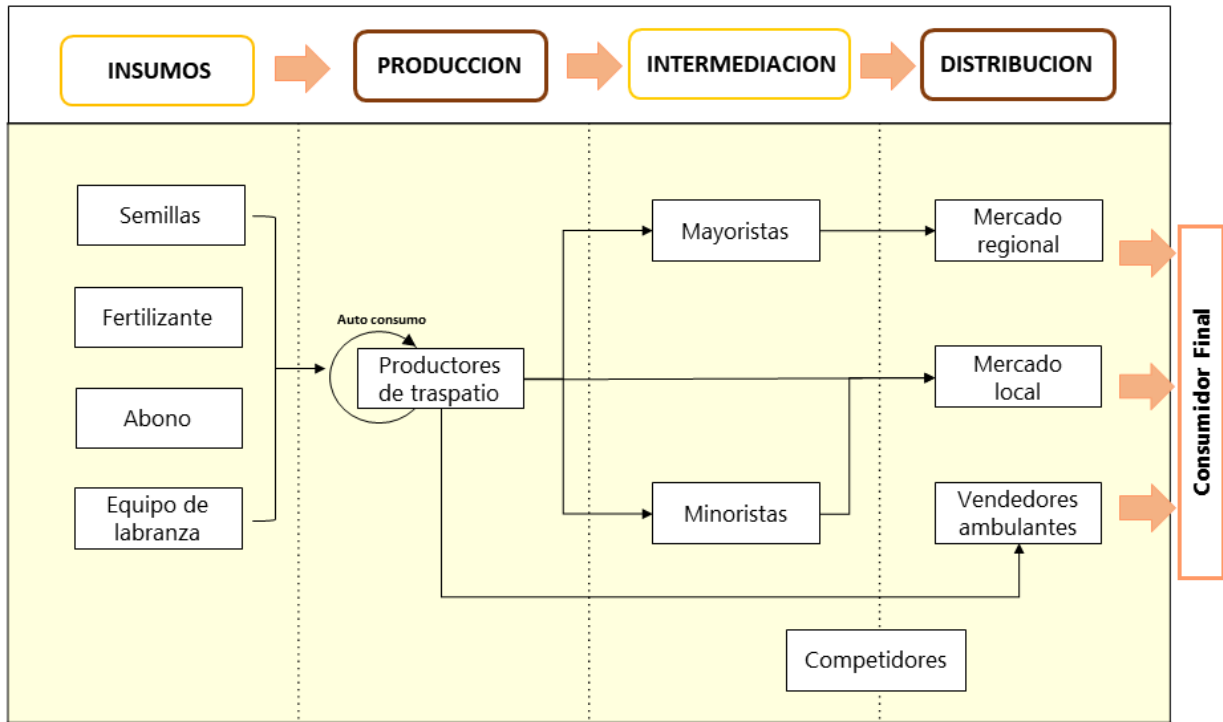 INSUMOS
PRODUCCION
INTERMEDIACION
DISTRIBUCION
Semillas
Fertilizante
Abono
Equipo de
labranza
Auto consumo
Productores
de traspatio
Mayoristas
Minoristas
Mercado
regional
Mercado
local
Vendedores
ambulantes
Competidores
Consumidor Final